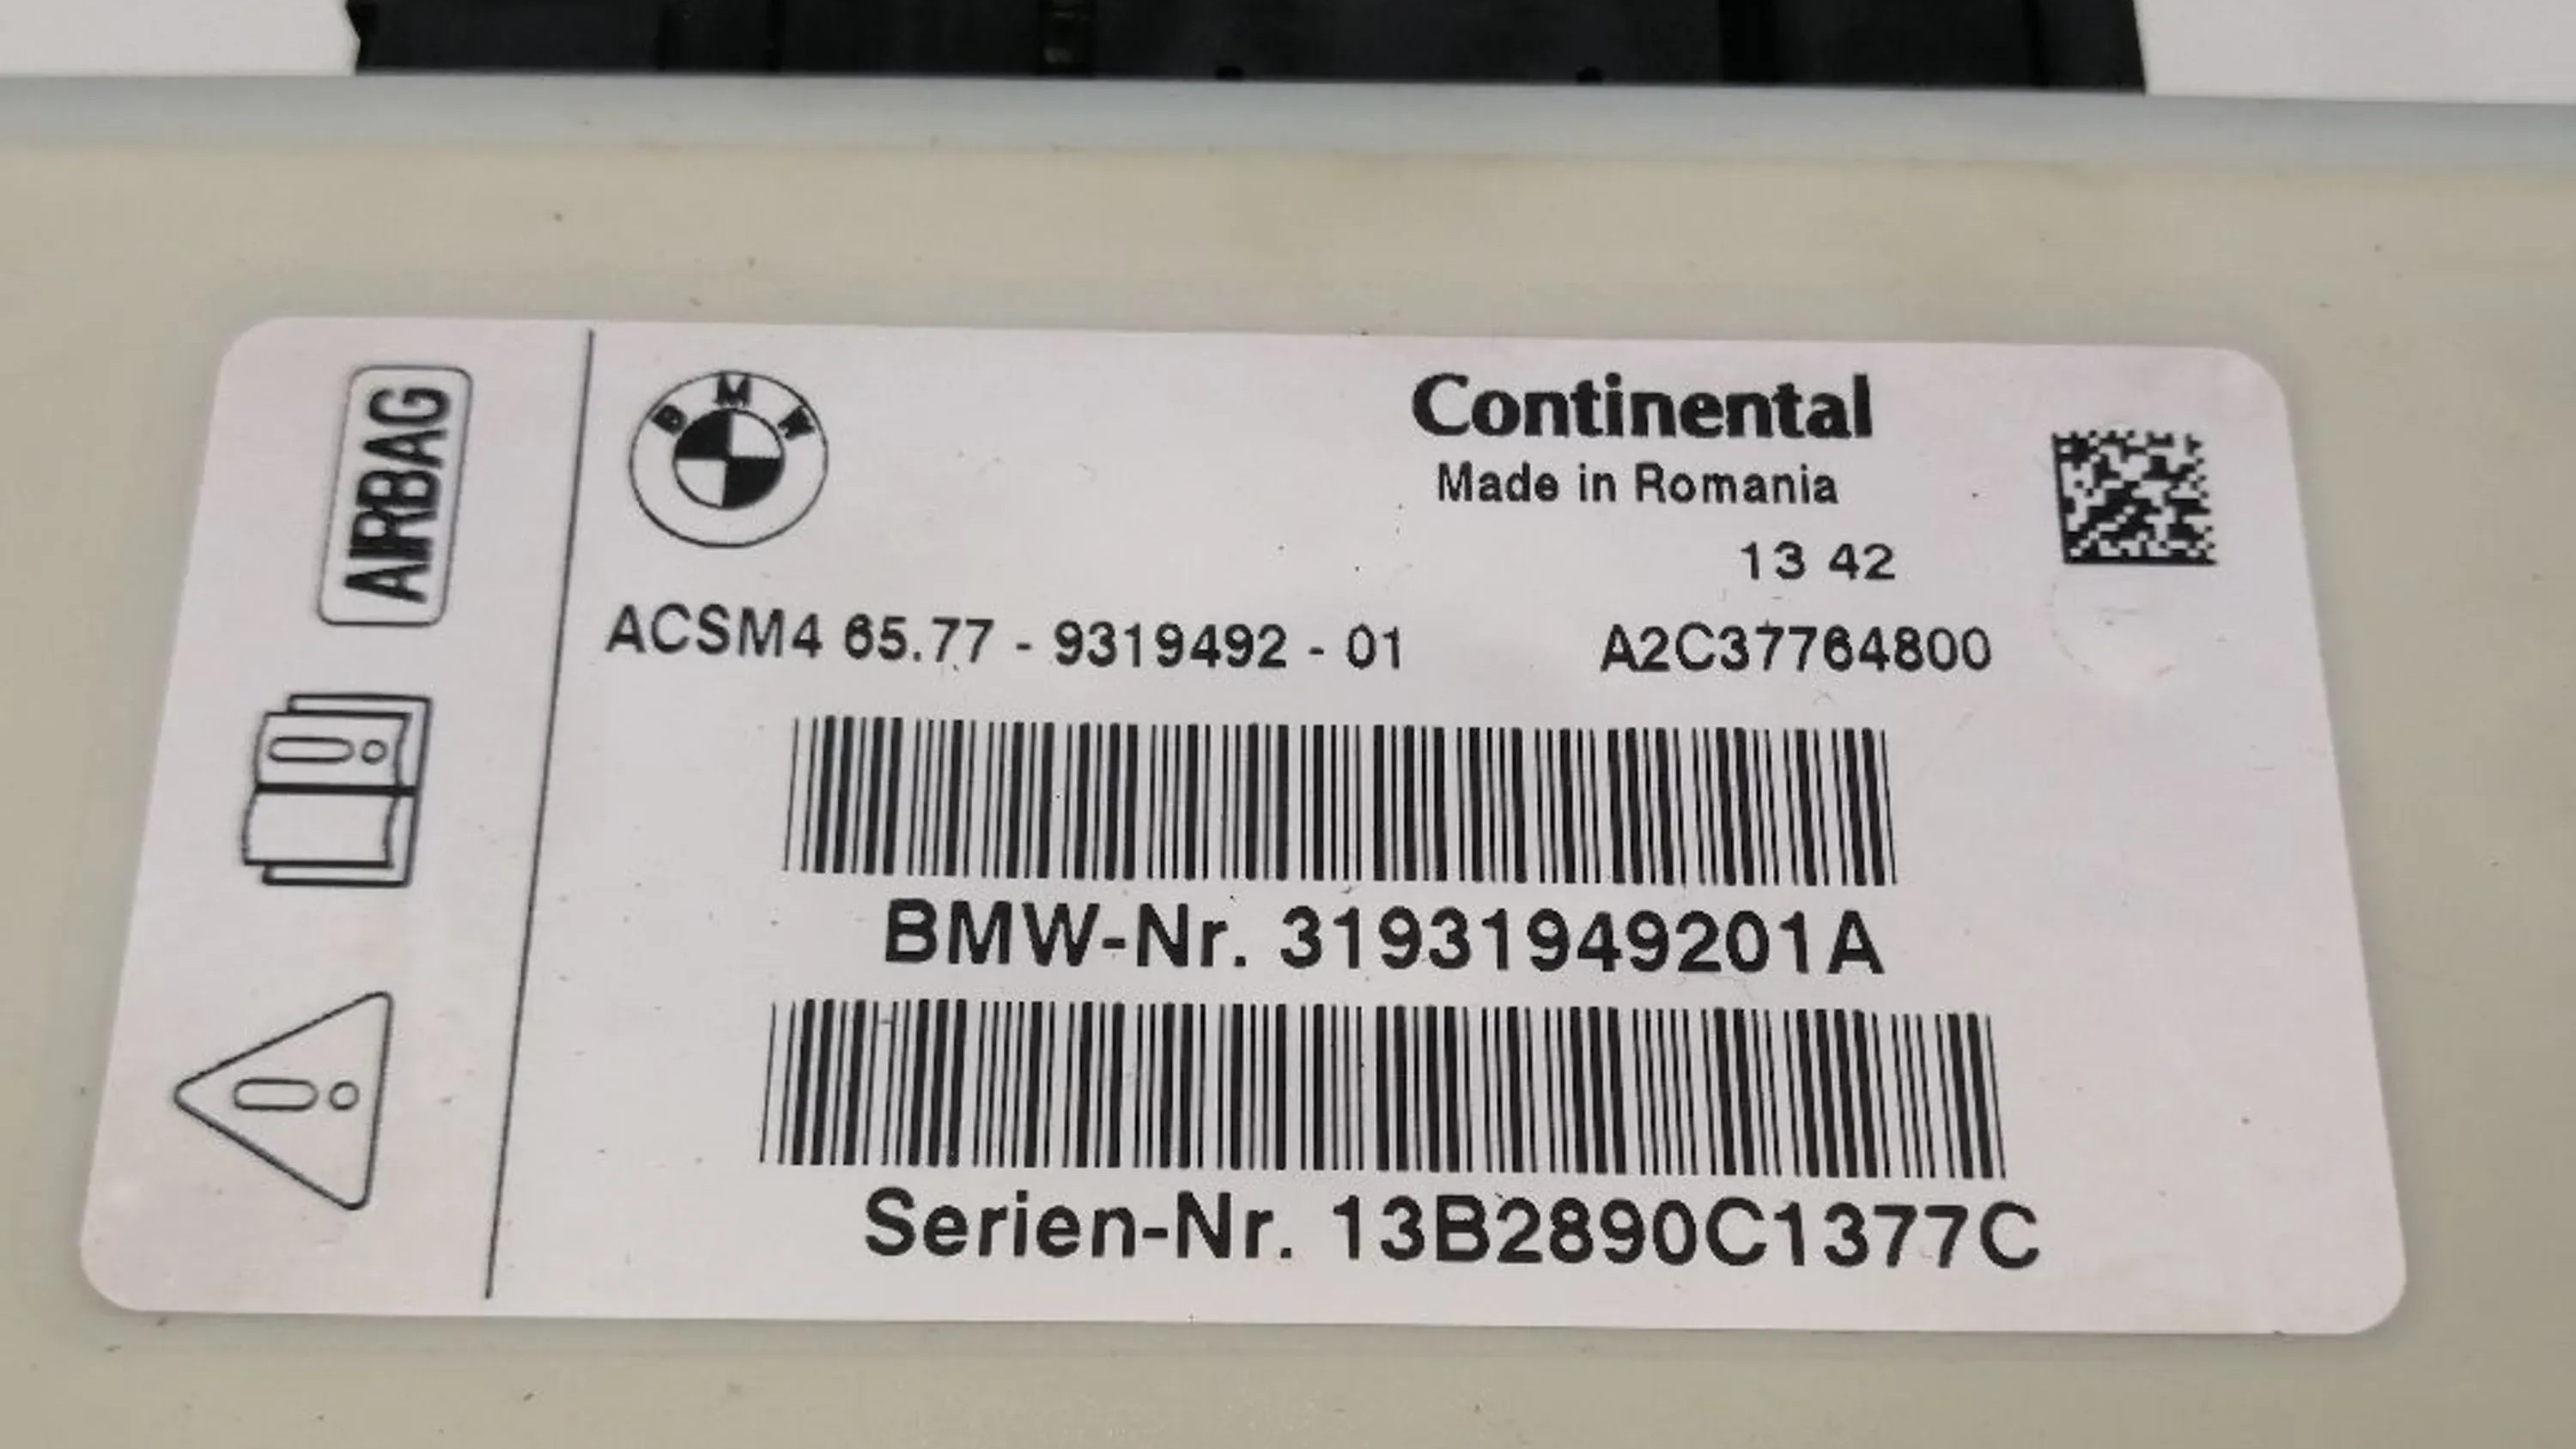 AIRBAG
BMW
Continental
Made in Romania
13 42
ACSM4 65.77 - 9319492 - 01 A2C37764800
BMW-Nr. 31931949201A
Serien-Nr. 13B2890C1377C